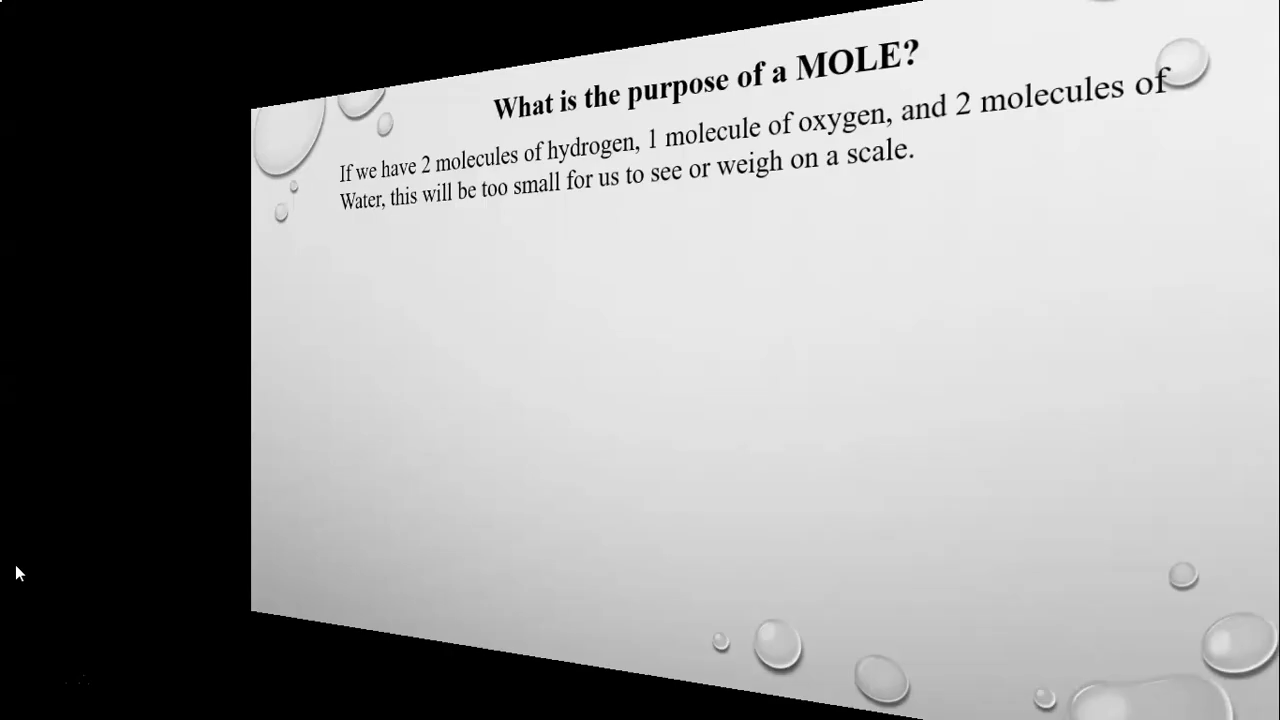 What is the purpose of a MOLE?
If we have 2 molecules of hydrogen, 1 molecule of oxygen, and 2 molecules of
Water, this will be too small for us to see or weigh on a scale.